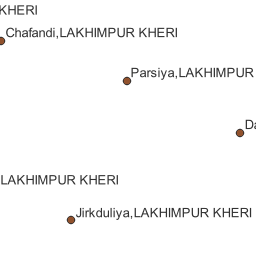 KHERI
Chafandi,LAKHIMPUR KHERI
Parsiya,LAKHIMPUR
Da
,LAKHIMPUR KHERI
Jirkduliya,LAKHIMPUR KHERI